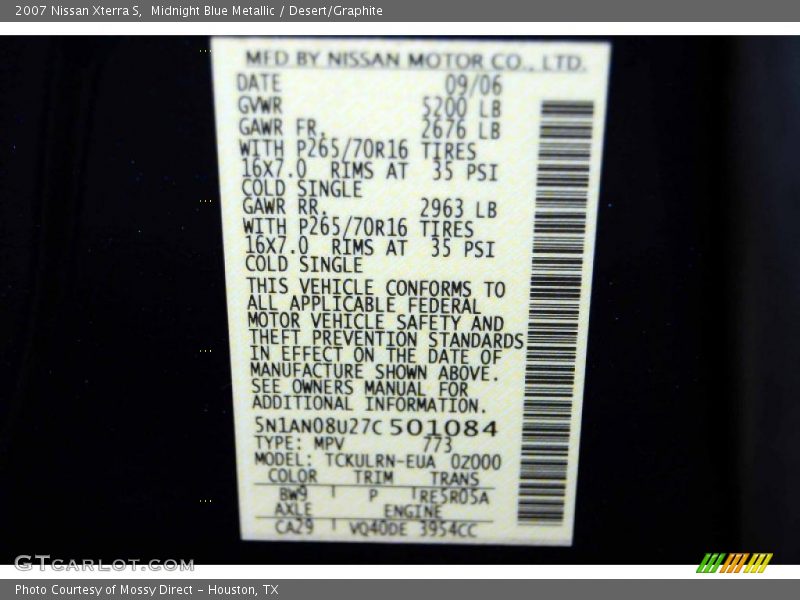 2007 Nissan Xterra S,  Midnight Blue Metallic / Desert/Graphite
MFD BY NISSAN MOTOR CO., LTD.
DATE 09/06
GVWR 5200 LB
GAWR FR. 2676 LB
WITH P265/70R16 TIRES
16X7.0 RIMS AT 35 PSI
COLD SINGLE
GAWR RR. 2963 LB
WITH P265/70R16 TIRES
16X7.0 RIMS AT 35 PSI
COLD SINGLE
THIS VEHICLE CONFORMS TO
ALL APPLICABLE FEDERAL
MOTOR VEHICLE SAFETY AND
THEFT PREVENTION STANDARDS
IN EFFECT ON THE DATE OF
MANUFACTURE SHOWN ABOVE.
SEE OWNERS MANUAL FOR
ADDITIONAL INFORMATION.
5N1AN08U27C 501084
TYPE: MPV 773
MODEL: TCKULRN-EUA 0Z000
COLOR TRIM TRANS
BW9 P RE5R05A
AXLE ENGINE
CA29 VQ40DE 3954CC
GTcarlot.com
Photo Courtesy of Mossy Direct - Houston, TX